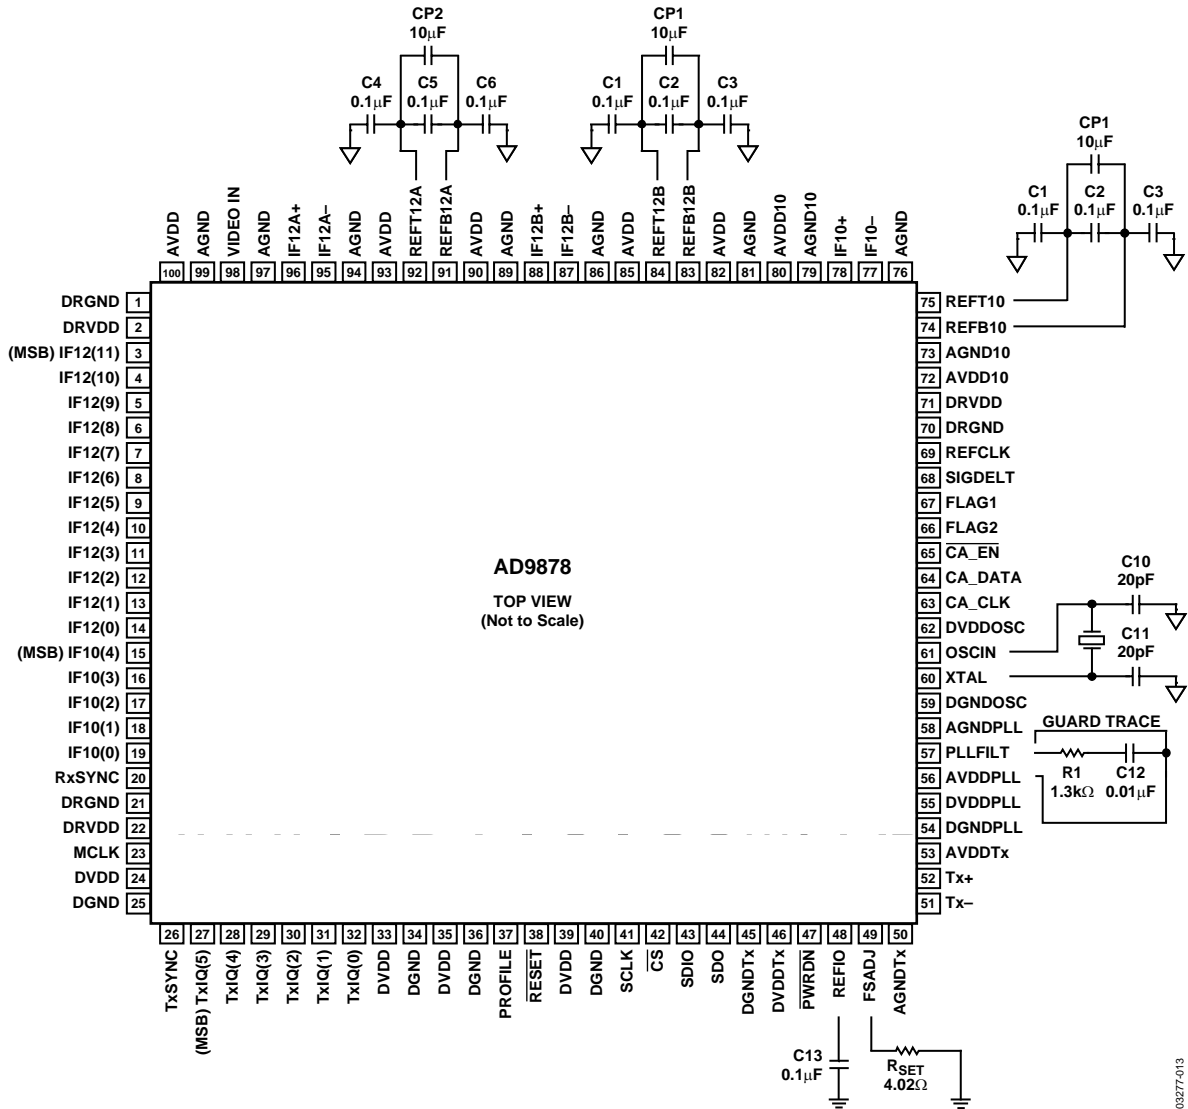 CP2
10μF
C4
0.1μF
C5
0.1μF
C6
0.1μF
CP1
10μF
C1
0.1μF
C2
0.1μF
C3
0.1μF
CP1
10μF
C1
0.1μF
C2
0.1μF
C3
0.1μF
AVDD
AGND
VIDEO IN
AGND
IF12A+
IF12A–
AGND
AVDD
REFT12A
REFB12A
AVDD
AGND
IF12B+
IF12B–
AGND
AVDD
REFT12B
REFB12B
AVDD
AGND
AVDD10
AGND10
IF10+
IF10–
AGND
100 99 98 97 96 95 94 93 92 91 90 89 88 87 86 85 84 83 82 81 80 79 78 77 76
DRGND 1
DRVDD 2
(MSB) IF12(11) 3
IF12(10) 4
IF12(9) 5
IF12(8) 6
IF12(7) 7
IF12(6) 8
IF12(5) 9
IF12(4) 10
IF12(3) 11
IF12(2) 12
IF12(1) 13
IF12(0) 14
(MSB) IF10(4) 15
IF10(3) 16
IF10(2) 17
IF10(1) 18
IF10(0) 19
RxSYNC 20
DRGND 21
DRVDD 22
MCLK 23
DVDD 24
DGND 25
AD9878
TOP VIEW
(Not to Scale)
75 REFT10
74 REFB10
73 AGND10
72 AVDD10
71 DRVDD
70 DRGND
69 REFCLK
68 SIGDELT
67 FLAG1
66 FLAG2
65 CA_EN
64 CA_DATA
63 CA_CLK
62 DVDDOSC
61 OSCIN
60 XTAL
59 DGNDOSC
58 AGNDPLL
57 PLLFILT
56 AVDDPLL
55 DVDDPLL
54 DGNDPLL
53 AVDDTx
52 Tx+
51 Tx–
C10
20pF
C11
20pF
GUARD TRACE
R1
1.3kΩ
C12
0.01μF
26 27 28 29 30 31 32 33 34 35 36 37 38 39 40 41 42 43 44 45 46 47 48 49 50
TxSYNC
(MSB) TxIQ(5)
TxIQ(4)
TxIQ(3)
TxIQ(2)
TxIQ(1)
TxIQ(0)
DVDD
DGND
DVDD
DGND
PROFILE
RESET
DVDD
DGND
SCLK
CS
SDIO
SDO
DGNDTx
DVDDTx
PWRDN
REFIO
FSADJ
AGNDTx
C13
0.1μF
RSET
4.02Ω
03277-013